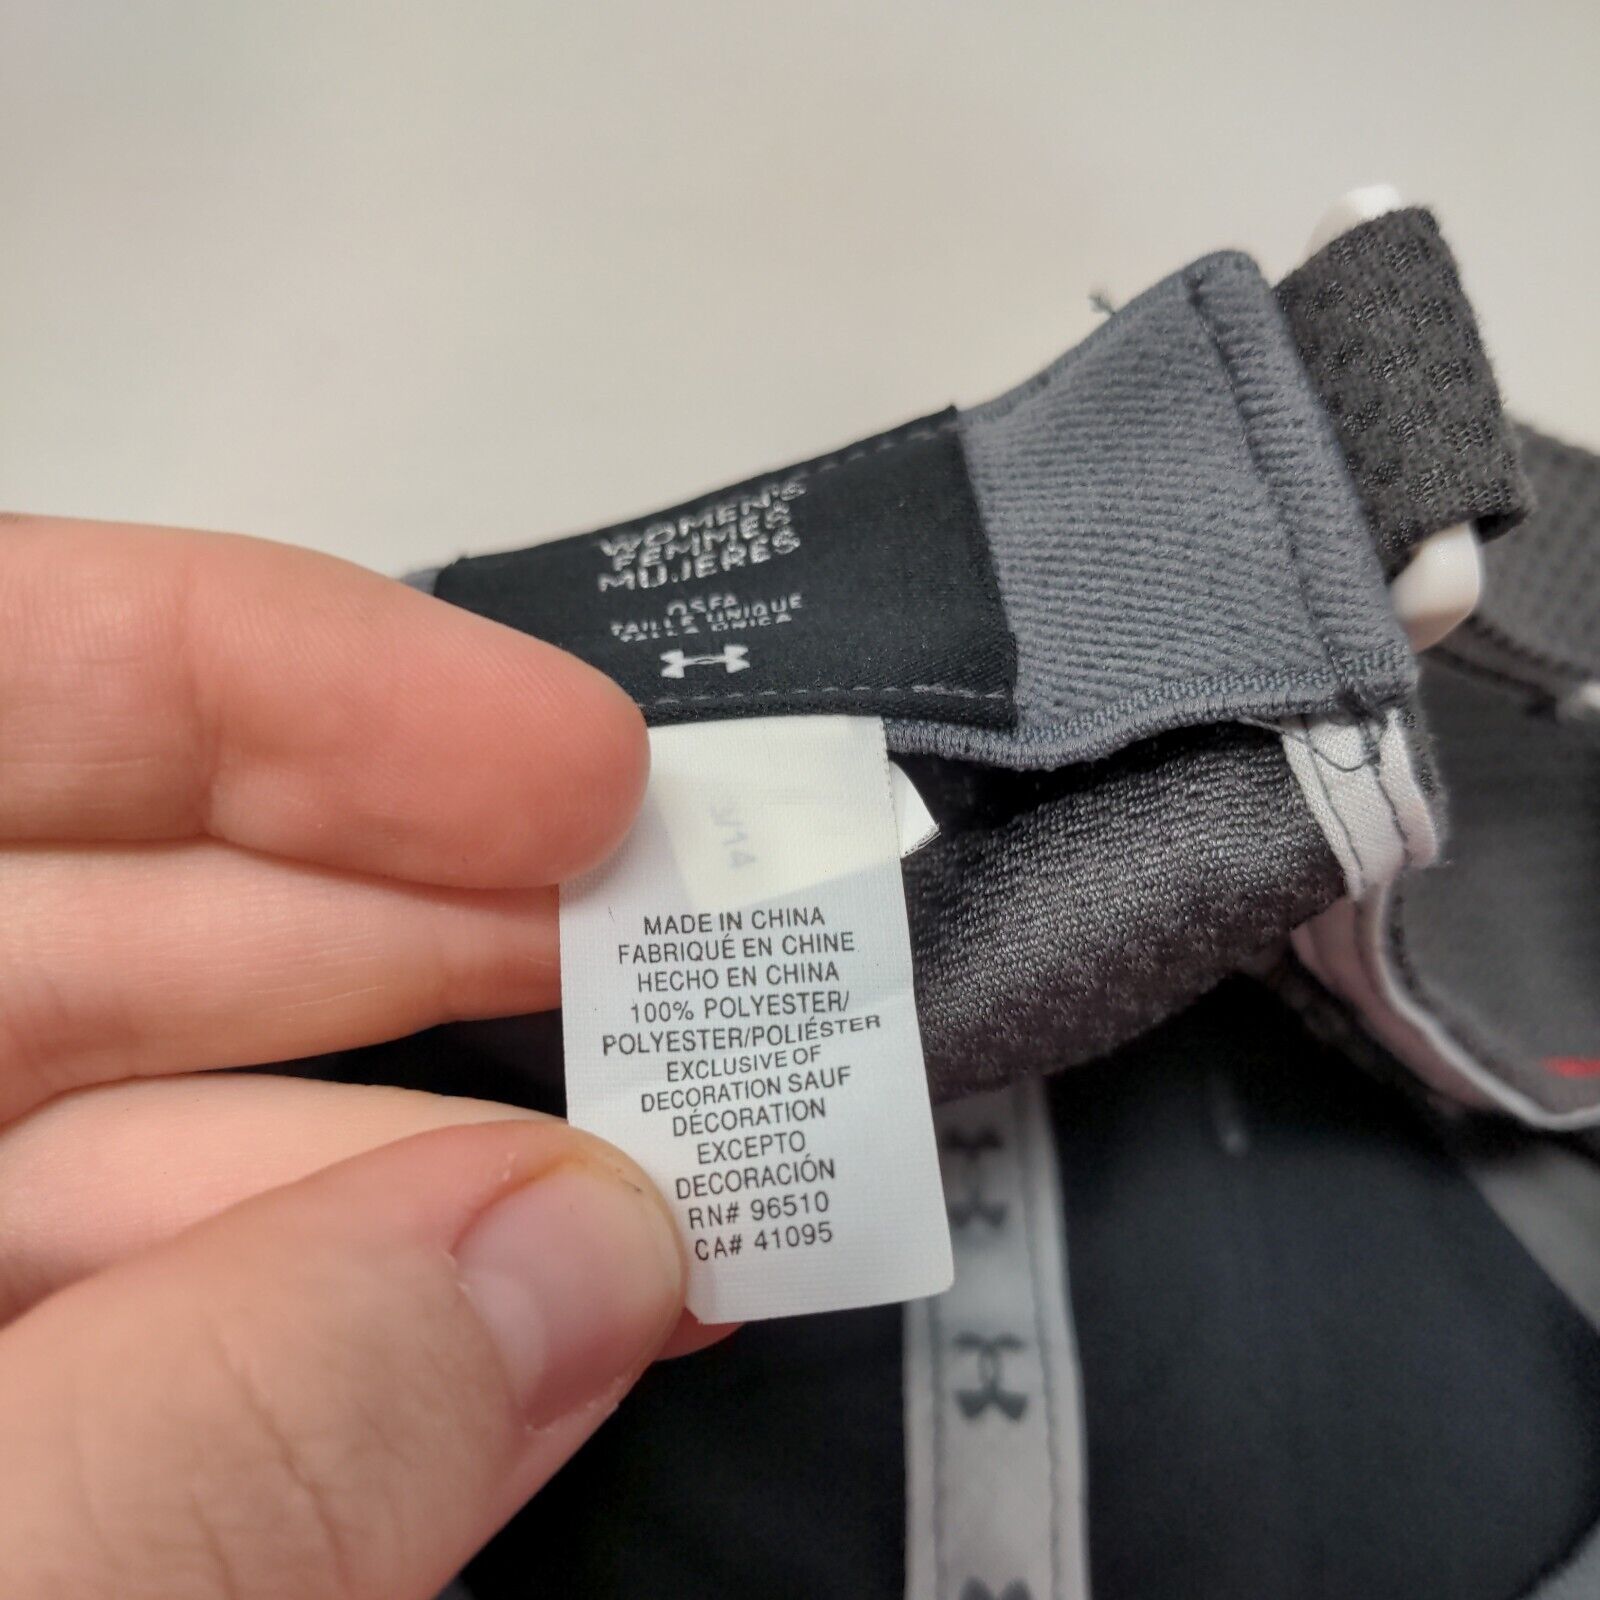 WOMEN'S
FEMMES
MUJERES
OSFA
TAILLE UNIQUE
TALLA ÚNICA
MADE IN CHINA
FABRIQUÉ EN CHINE
HECHO EN CHINA
100% POLYESTER/
POLYESTER/POLIÉSTER
EXCLUSIVE OF
DECORATION SAUF
DÉCORATION
EXCEPTO
DECORACIÓN
RN# 96510
CA# 41095